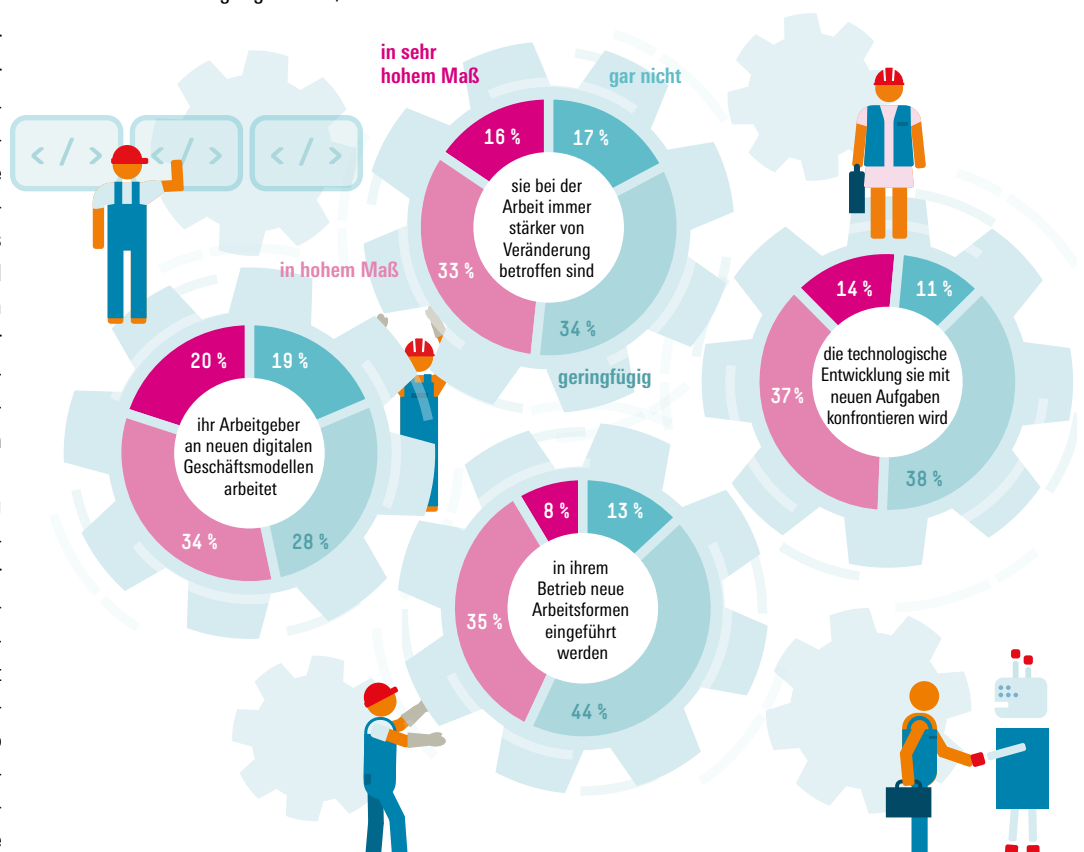 in sehr
hohem Maß
gar nicht
16 %
17 %
sie bei der
Arbeit immer
stärker von
Veränderung
betroffen sind
33 %
34 %
in hohem Maß
geringfügig
</>
</>
</>
14 %
11 %
die technologische
Entwicklung sie mit
neuen Aufgaben
konfrontieren wird
37 %
38 %
20 %
19 %
ihr Arbeitgeber
an neuen digitalen
Geschäftsmodellen
arbeitet
34 %
28 %
8 %
13 %
in ihrem
Betrieb neue
Arbeitsformen
eingeführt
werden
35 %
44 %